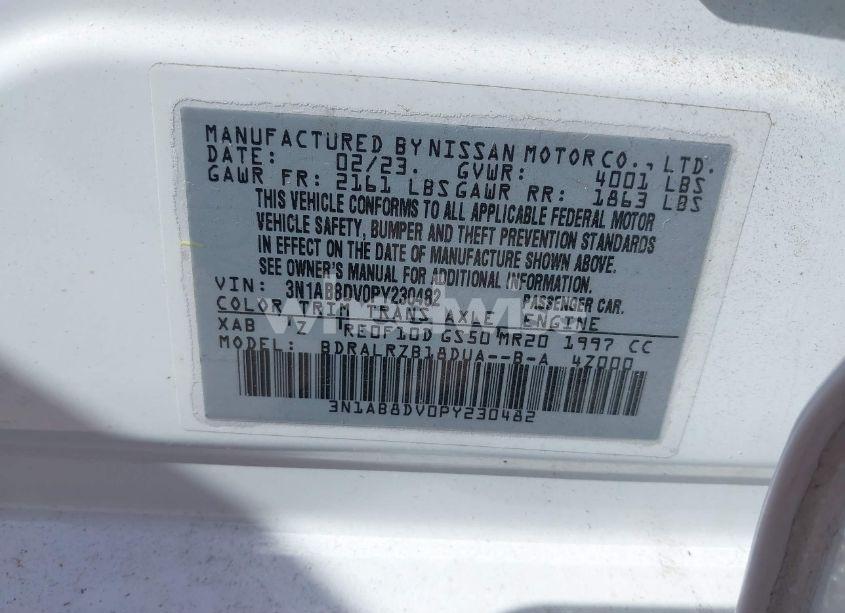 MANUFACTURED BY NISSAN MOTOR CO., LTD.
DATE: 02/23. GVWR: 4001 LBS
GAWR FR: 2161 LBS GAWR RR: 1863 LBS
THIS VEHICLE CONFORMS TO ALL APPLICABLE FEDERAL MOTOR
VEHICLE SAFETY, BUMPER AND THEFT PREVENTION STANDARDS
IN EFFECT ON THE DATE OF MANUFACTURE SHOWN ABOVE.
SEE OWNER'S MANUAL FOR ADDITIONAL INFORMATION.
VIN: 3N1AB8DV0PY230482 PASSENGER CAR.
COLOR TRIM TRANS AXLE ENGINE
XAB Z RE0F10D GS50 MR20 1997 CC
MODEL: BDRALRZB18DUA--B-A 4Z000
3N1AB8DV0PY230482